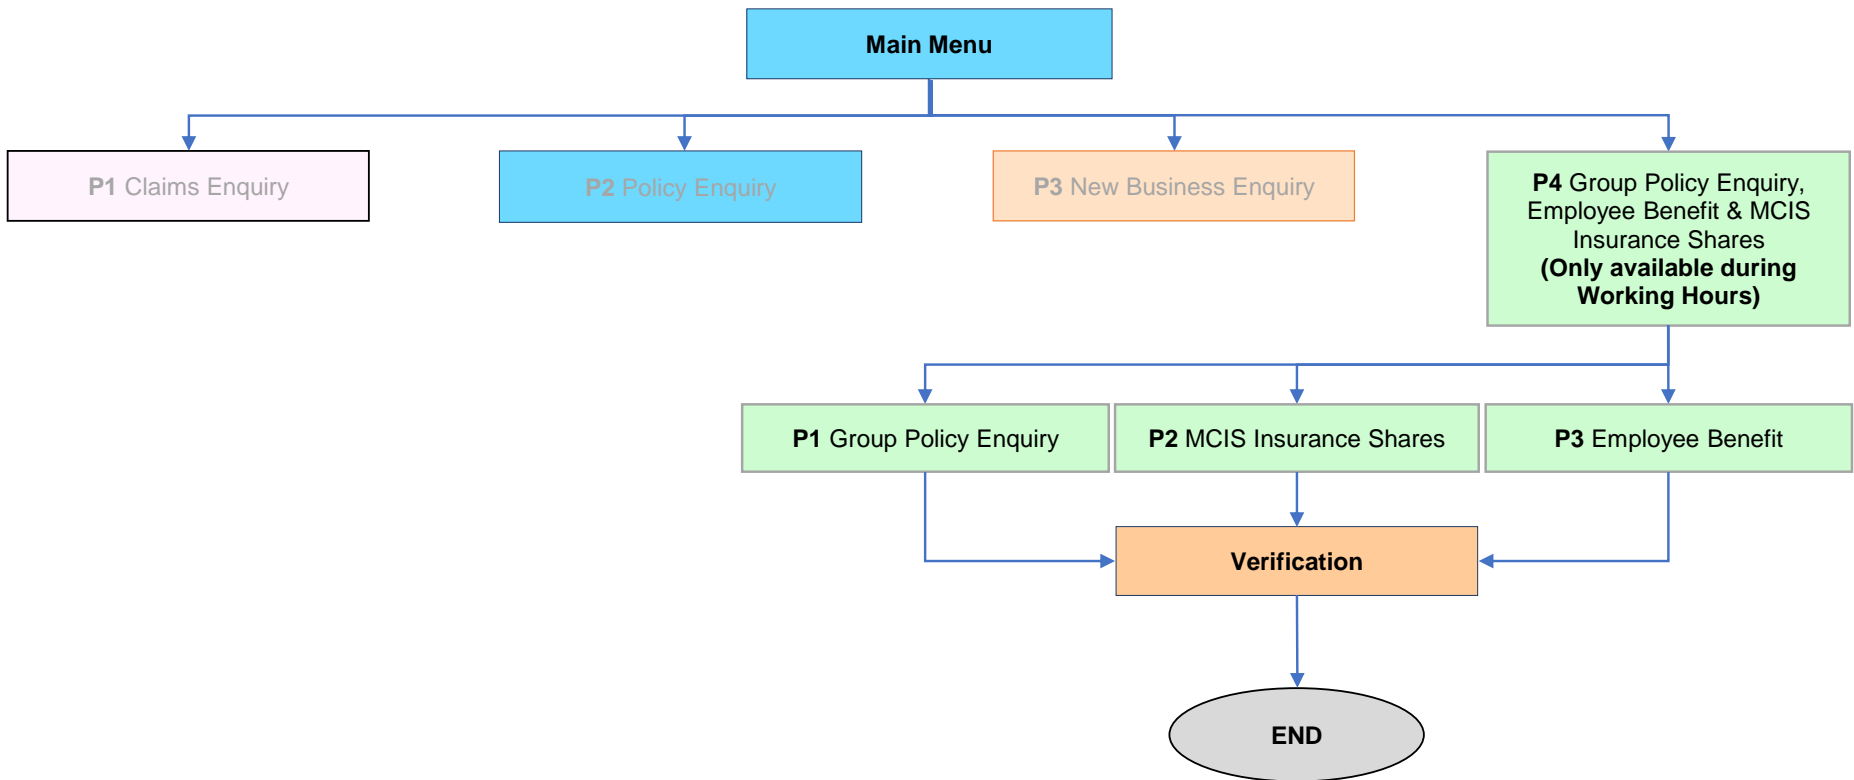 Main Menu
P1 Claims Enquiry
P2 Policy Enquiry
P3 New Business Enquiry
P4 Group Policy Enquiry,
Employee Benefit & MCIS
Insurance Shares
(Only available during
Working Hours)
P1 Group Policy Enquiry
P2 MCIS Insurance Shares
P3 Employee Benefit
Verification
END